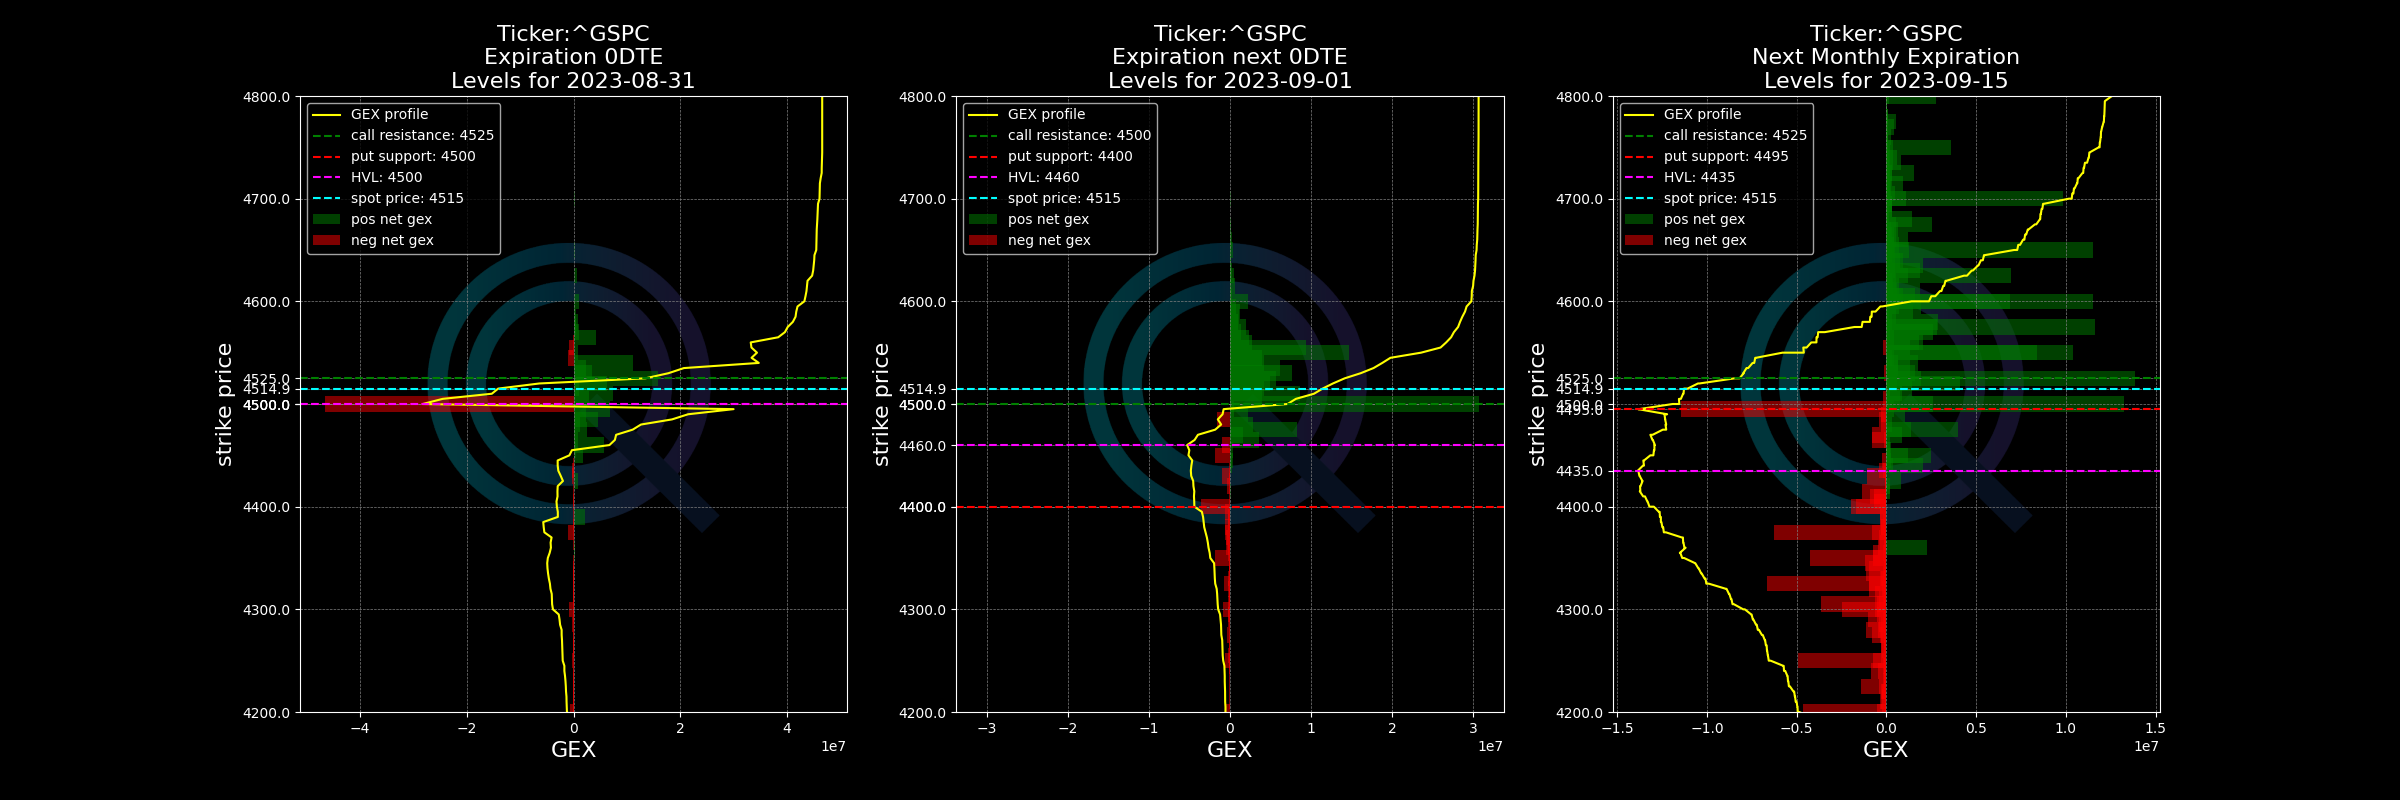 Ticker:^GSPC
Expiration 0DTE
Levels for 2023-08-31
4800.0
4700.0
4600.0
4525.0
4514.9
4500.0
4400.0
4300.0
4200.0
strike price
GEX profile
call resistance: 4525
put support: 4500
HVL: 4500
spot price: 4515
pos net gex
neg net gex
−4
−2
0
2
4
1e7
GEX
Ticker:^GSPC
Expiration next 0DTE
Levels for 2023-09-01
4800.0
4700.0
4600.0
4514.9
4500.0
4460.0
4400.0
4300.0
4200.0
strike price
GEX profile
call resistance: 4500
put support: 4400
HVL: 4460
spot price: 4515
pos net gex
neg net gex
−3
−2
−1
0
1
2
3
1e7
GEX
Ticker:^GSPC
Next Monthly Expiration
Levels for 2023-09-15
4800.0
4700.0
4600.0
4525.0
4514.9
4500.0
4495.0
4435.0
4400.0
4300.0
4200.0
strike price
GEX profile
call resistance: 4525
put support: 4495
HVL: 4435
spot price: 4515
pos net gex
neg net gex
−1.5
−1.0
−0.5
0.0
0.5
1.0
1.5
1e7
GEX